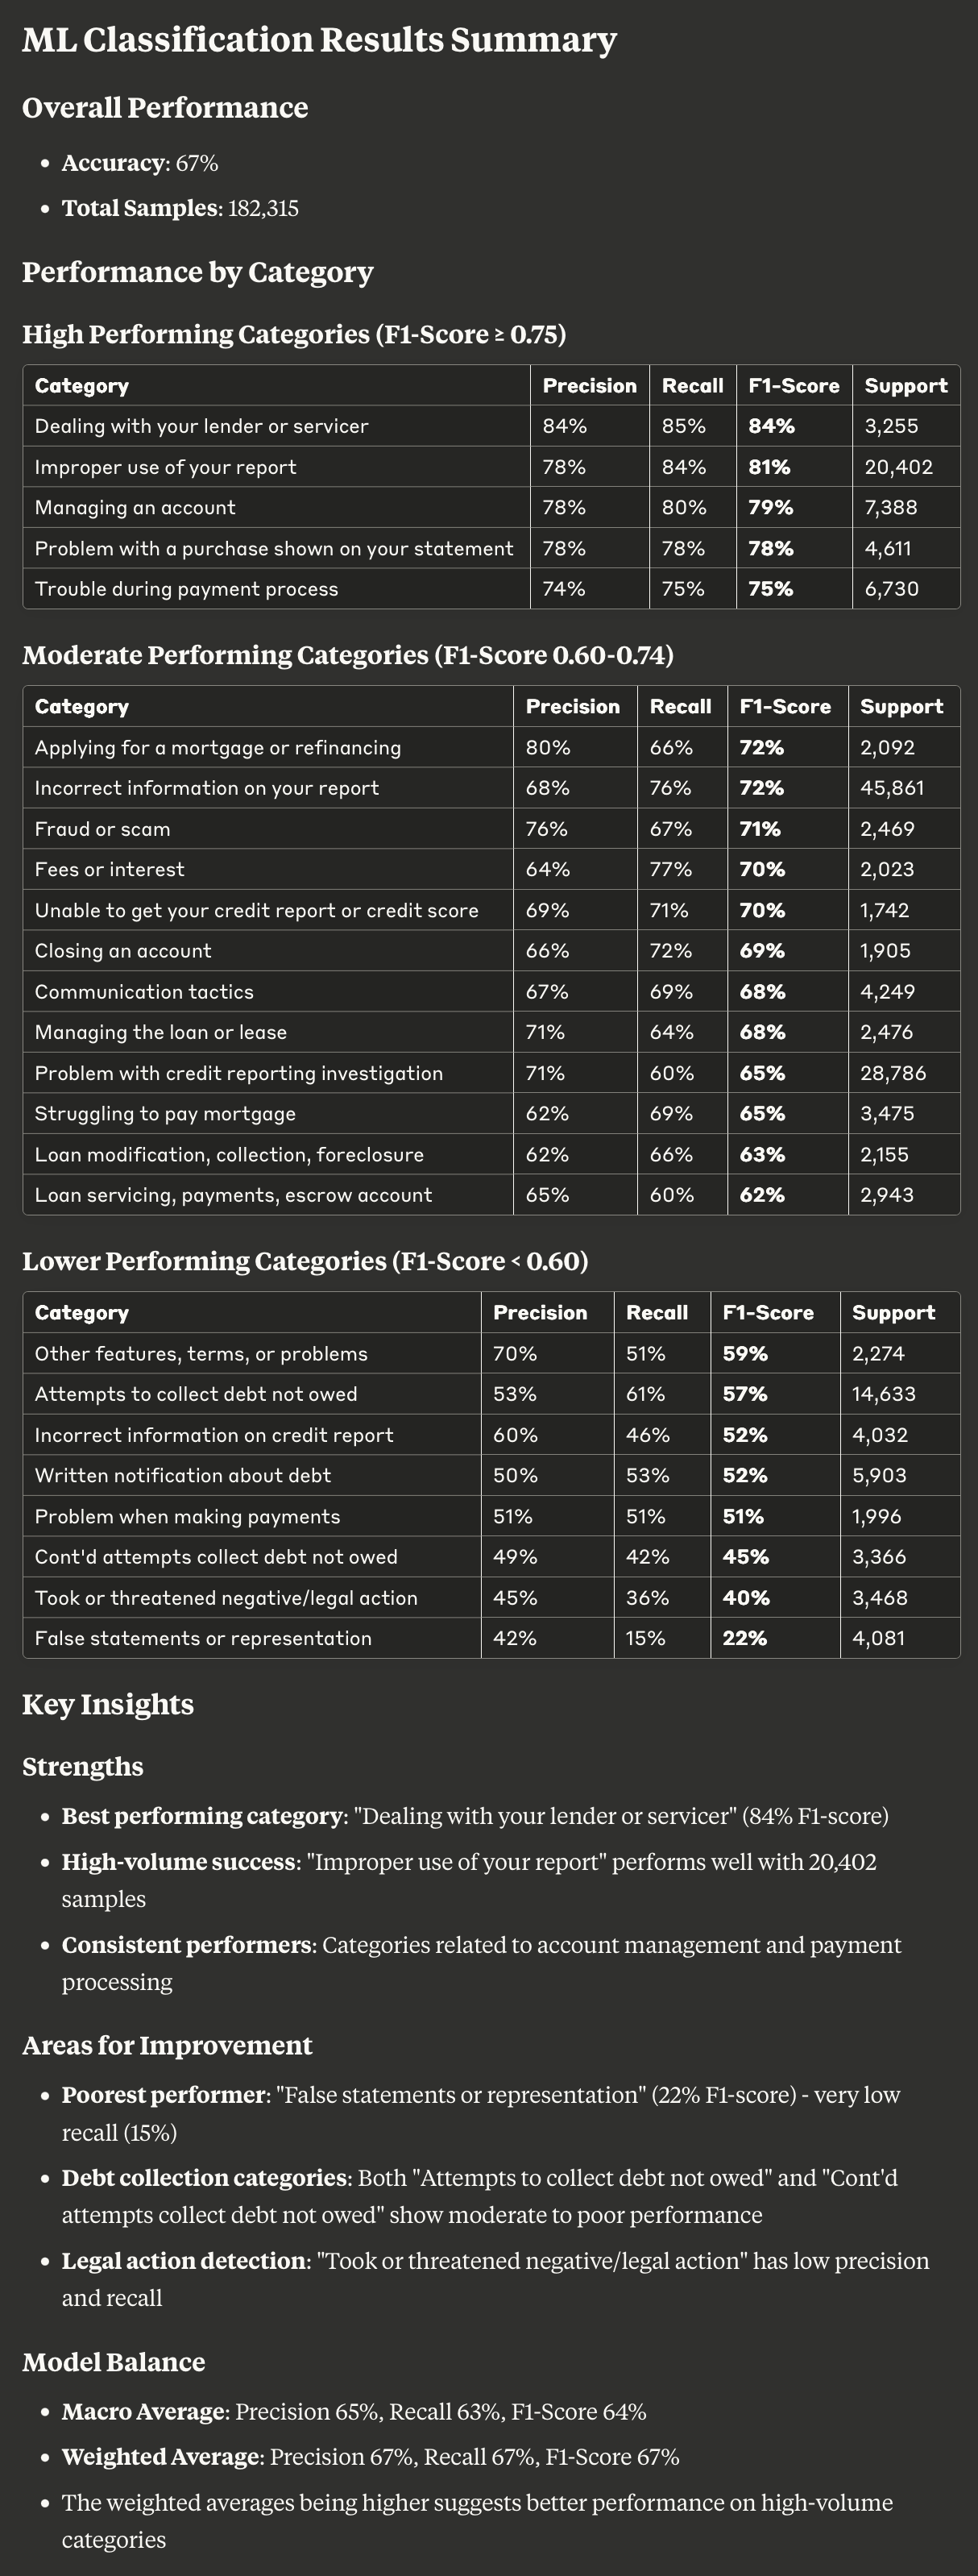 ML Classification Results Summary
Overall Performance
• Accuracy: 67%
• Total Samples: 182,315
Performance by Category
High Performing Categories (F1-Score ≥ 0.75)
Category Precision Recall F1-Score Support
Dealing with your lender or servicer 84% 85% 84% 3,255
Improper use of your report 78% 84% 81% 20,402
Managing an account 78% 80% 79% 7,388
Problem with a purchase shown on your statement 78% 78% 78% 4,611
Trouble during payment process 74% 75% 75% 6,730
Moderate Performing Categories (F1-Score 0.60-0.74)
Category Precision Recall F1-Score Support
Applying for a mortgage or refinancing 80% 66% 72% 2,092
Incorrect information on your report 68% 76% 72% 45,861
Fraud or scam 76% 67% 71% 2,469
Fees or interest 64% 77% 70% 2,023
Unable to get your credit report or credit score 69% 71% 70% 1,742
Closing an account 66% 72% 69% 1,905
Communication tactics 67% 69% 68% 4,249
Managing the loan or lease 71% 64% 68% 2,476
Problem with credit reporting investigation 71% 60% 65% 28,786
Struggling to pay mortgage 62% 69% 65% 3,475
Loan modification, collection, foreclosure 62% 66% 63% 2,155
Loan servicing, payments, escrow account 65% 60% 62% 2,943
Lower Performing Categories (F1-Score < 0.60)
Category Precision Recall F1-Score Support
Other features, terms, or problems 70% 51% 59% 2,274
Attempts to collect debt not owed 53% 61% 57% 14,633
Incorrect information on credit report 60% 46% 52% 4,032
Written notification about debt 50% 53% 52% 5,903
Problem when making payments 51% 51% 51% 1,996
Cont'd attempts collect debt not owed 49% 42% 45% 3,366
Took or threatened negative/legal action 45% 36% 40% 3,468
False statements or representation 42% 15% 22% 4,081
Key Insights
Strengths
• Best performing category: "Dealing with your lender or servicer" (84% F1-score)
• High-volume success: "Improper use of your report" performs well with 20,402
samples
• Consistent performers: Categories related to account management and payment
processing
Areas for Improvement
• Poorest performer: "False statements or representation" (22% F1-score) - very low
recall (15%)
• Debt collection categories: Both "Attempts to collect debt not owed" and "Cont'd
attempts collect debt not owed" show moderate to poor performance
• Legal action detection: "Took or threatened negative/legal action" has low precision
and recall
Model Balance
• Macro Average: Precision 65%, Recall 63%, F1-Score 64%
• Weighted Average: Precision 67%, Recall 67%, F1-Score 67%
• The weighted averages being higher suggests better performance on high-volume
categories